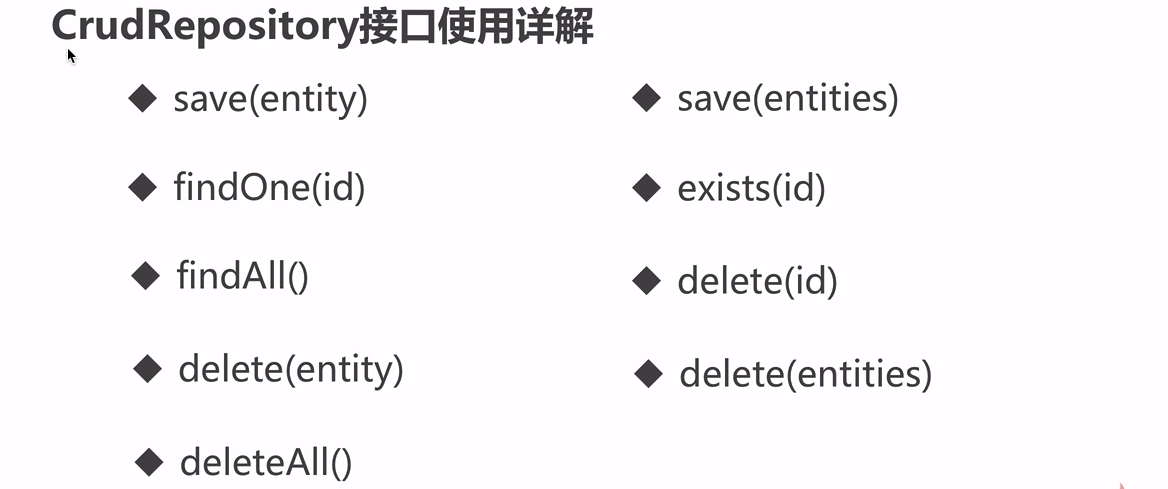 CrudRepository接口使用详解
save(entity)
save(entities)
findOne(id)
exists(id)
findAll()
delete(id)
delete(entity)
delete(entities)
deleteAll()